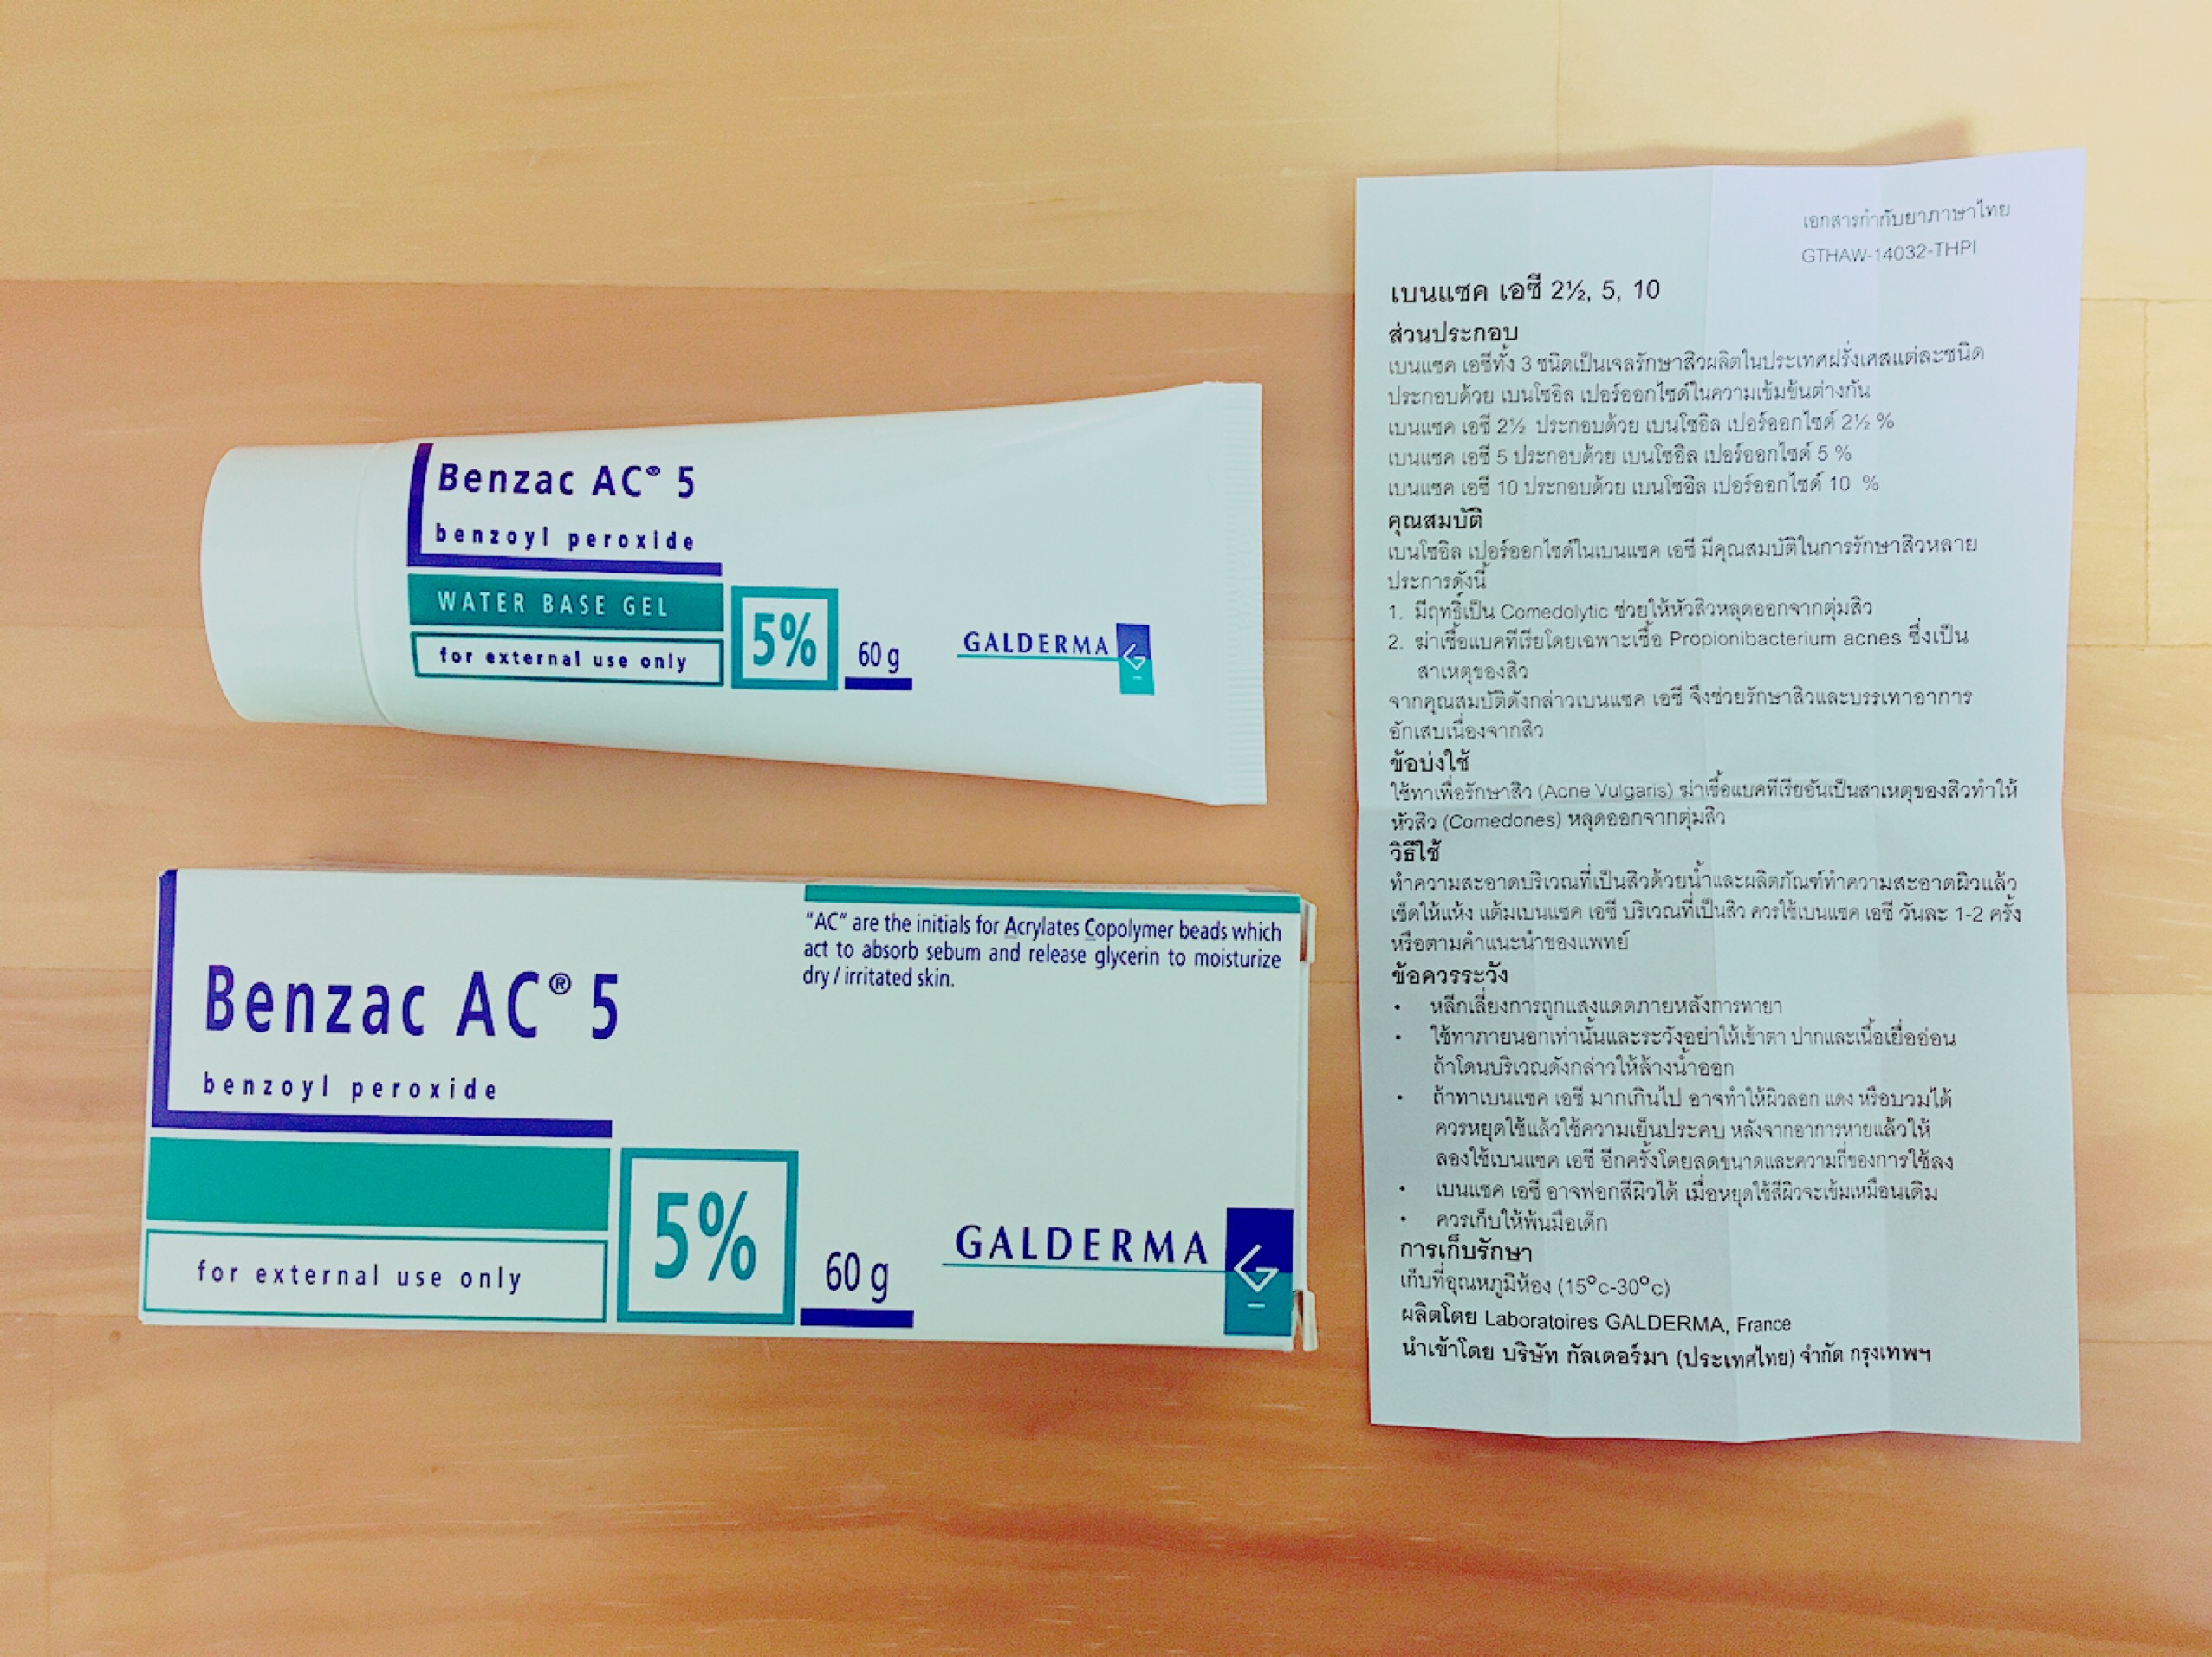 Benzac AC® 5
benzoyl peroxide
WATER BASE GEL
for external use only
5%
60 g
GALDERMA
"AC" are the initials for Acrylates Copolymer beads which
act to absorb sebum and release glycerin to moisturize
dry / irritated skin.
Benzac AC® 5
benzoyl peroxide
for external use only
5%
60 g
GALDERMA
เอกสารกำกับยาภาษาไทย
GTHAW-14032-THPI
เบนแซค เอซี 2½, 5, 10
ส่วนประกอบ
เบนแซค เอซีทั้ง 3 ชนิดเป็นเจลรักษาสิวผลิตในประเทศฝรั่งเศสแต่ละชนิด
ประกอบด้วย เบนโซอิล เปอร์ออกไซด์ในความเข้มข้นต่างกัน
เบนแซค เอซี 2½ ประกอบด้วย เบนโซอิล เปอร์ออกไซด์ 2½ %
เบนแซค เอซี 5 ประกอบด้วย เบนโซอิล เปอร์ออกไซด์ 5 %
เบนแซค เอซี 10 ประกอบด้วย เบนโซอิล เปอร์ออกไซด์ 10 %
คุณสมบัติ
เบนโซอิล เปอร์ออกไซด์ในเบนแซค เอซี มีคุณสมบัติในการรักษาสิวหลาย
ประการดังนี้
1. มีฤทธิ์เป็น Comedolytic ช่วยให้หัวสิวหลุดออกจากตุ่มสิว
2. ฆ่าเชื้อแบคทีเรียโดยเฉพาะเชื้อ Propionibacterium acnes ซึ่งเป็น
สาเหตุของสิว
จากคุณสมบัติดังกล่าวเบนแซค เอซี จึงช่วยรักษาสิวและบรรเทาอาการ
อักเสบเนื่องจากสิว
ข้อบ่งใช้
ใช้ทาเพื่อรักษาสิว (Acne Vulgaris) ฆ่าเชื้อแบคทีเรียอันเป็นสาเหตุของสิวทำให้
หัวสิว (Comedones) หลุดออกจากตุ่มสิว
วิธีใช้
ทำความสะอาดบริเวณที่เป็นสิวด้วยน้ำและผลิตภัณฑ์ทำความสะอาดผิวแล้ว
เช็ดให้แห้ง แต้มเบนแซค เอซี บริเวณที่เป็นสิว ควรใช้เบนแซค เอซี วันละ 1-2 ครั้ง
หรือตามคำแนะนำของแพทย์
ข้อควรระวัง
• หลีกเลี่ยงการถูกแสงแดดภายหลังการทายา
• ใช้ทาภายนอกเท่านั้นและระวังอย่าให้เข้าตา ปากและเนื้อเยื่ออ่อน
ถ้าโดนบริเวณดังกล่าวให้ล้างน้ำออก
• ถ้าทาเบนแซค เอซี มากเกินไป อาจทำให้ผิวลอก แดง หรือบวมได้
ควรหยุดใช้แล้วใช้ความเย็นประคบ หลังจากอาการหายแล้วให้
ลองใช้เบนแซค เอซี อีกครั้งโดยลดขนาดและความถี่ของการใช้ลง
• เบนแซค เอซี อาจฟอกสีผิวได้ เมื่อหยุดใช้สีผิวจะเข้มเหมือนเดิม
• ควรเก็บให้พ้นมือเด็ก
การเก็บรักษา
เก็บที่อุณหภูมิห้อง (15°c-30°c)
ผลิตโดย Laboratoires GALDERMA, France
นำเข้าโดย บริษัท กัลเดอร์มา (ประเทศไทย) จำกัด กรุงเทพฯ